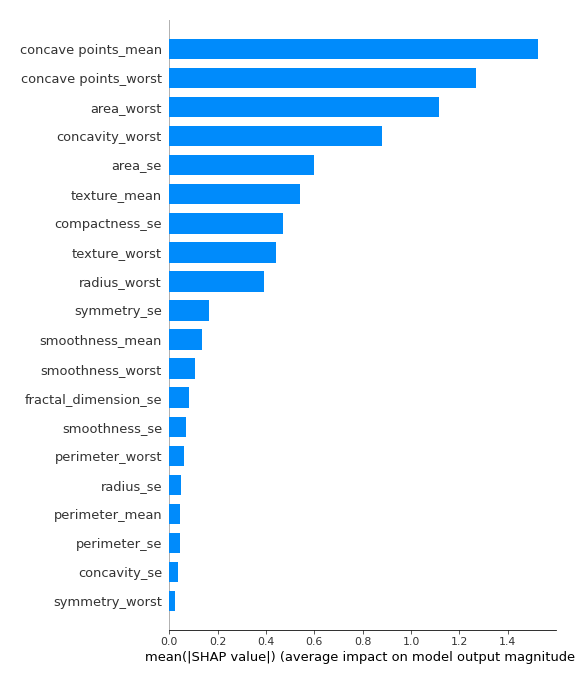 concave points_mean
concave points_worst
area_worst
concavity_worst
area_se
texture_mean
compactness_se
texture_worst
radius_worst
symmetry_se
smoothness_mean
smoothness_worst
fractal_dimension_se
smoothness_se
perimeter_worst
radius_se
perimeter_mean
perimeter_se
concavity_se
symmetry_worst
0.0 0.2 0.4 0.6 0.8 1.0 1.2 1.4
mean(|SHAP value|) (average impact on model output magnitude